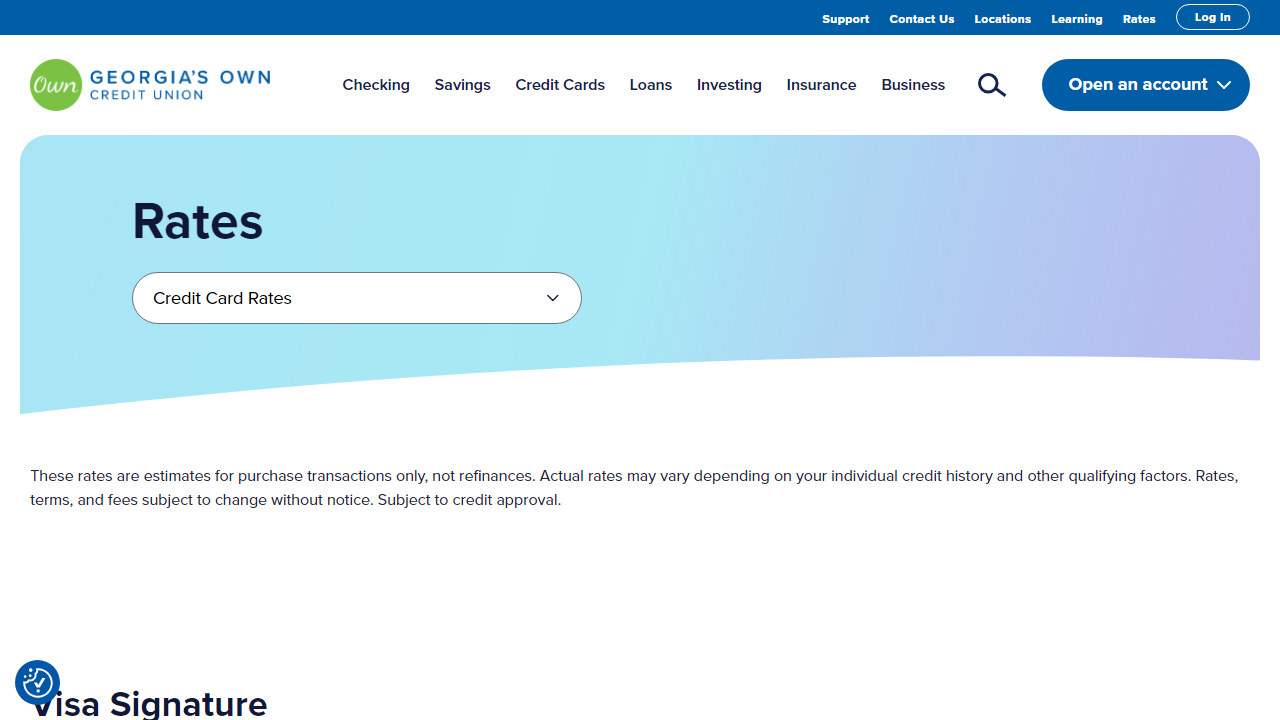 Support Contact Us Locations Learning Rates Log In
Own GEORGIA'S OWN
CREDIT UNION
Checking Savings Credit Cards Loans Investing Insurance Business Open an account
Rates
Credit Card Rates
These rates are estimates for purchase transactions only, not refinances. Actual rates may vary depending on your individual credit history and other qualifying factors. Rates,
terms, and fees subject to change without notice. Subject to credit approval.
Visa Signature